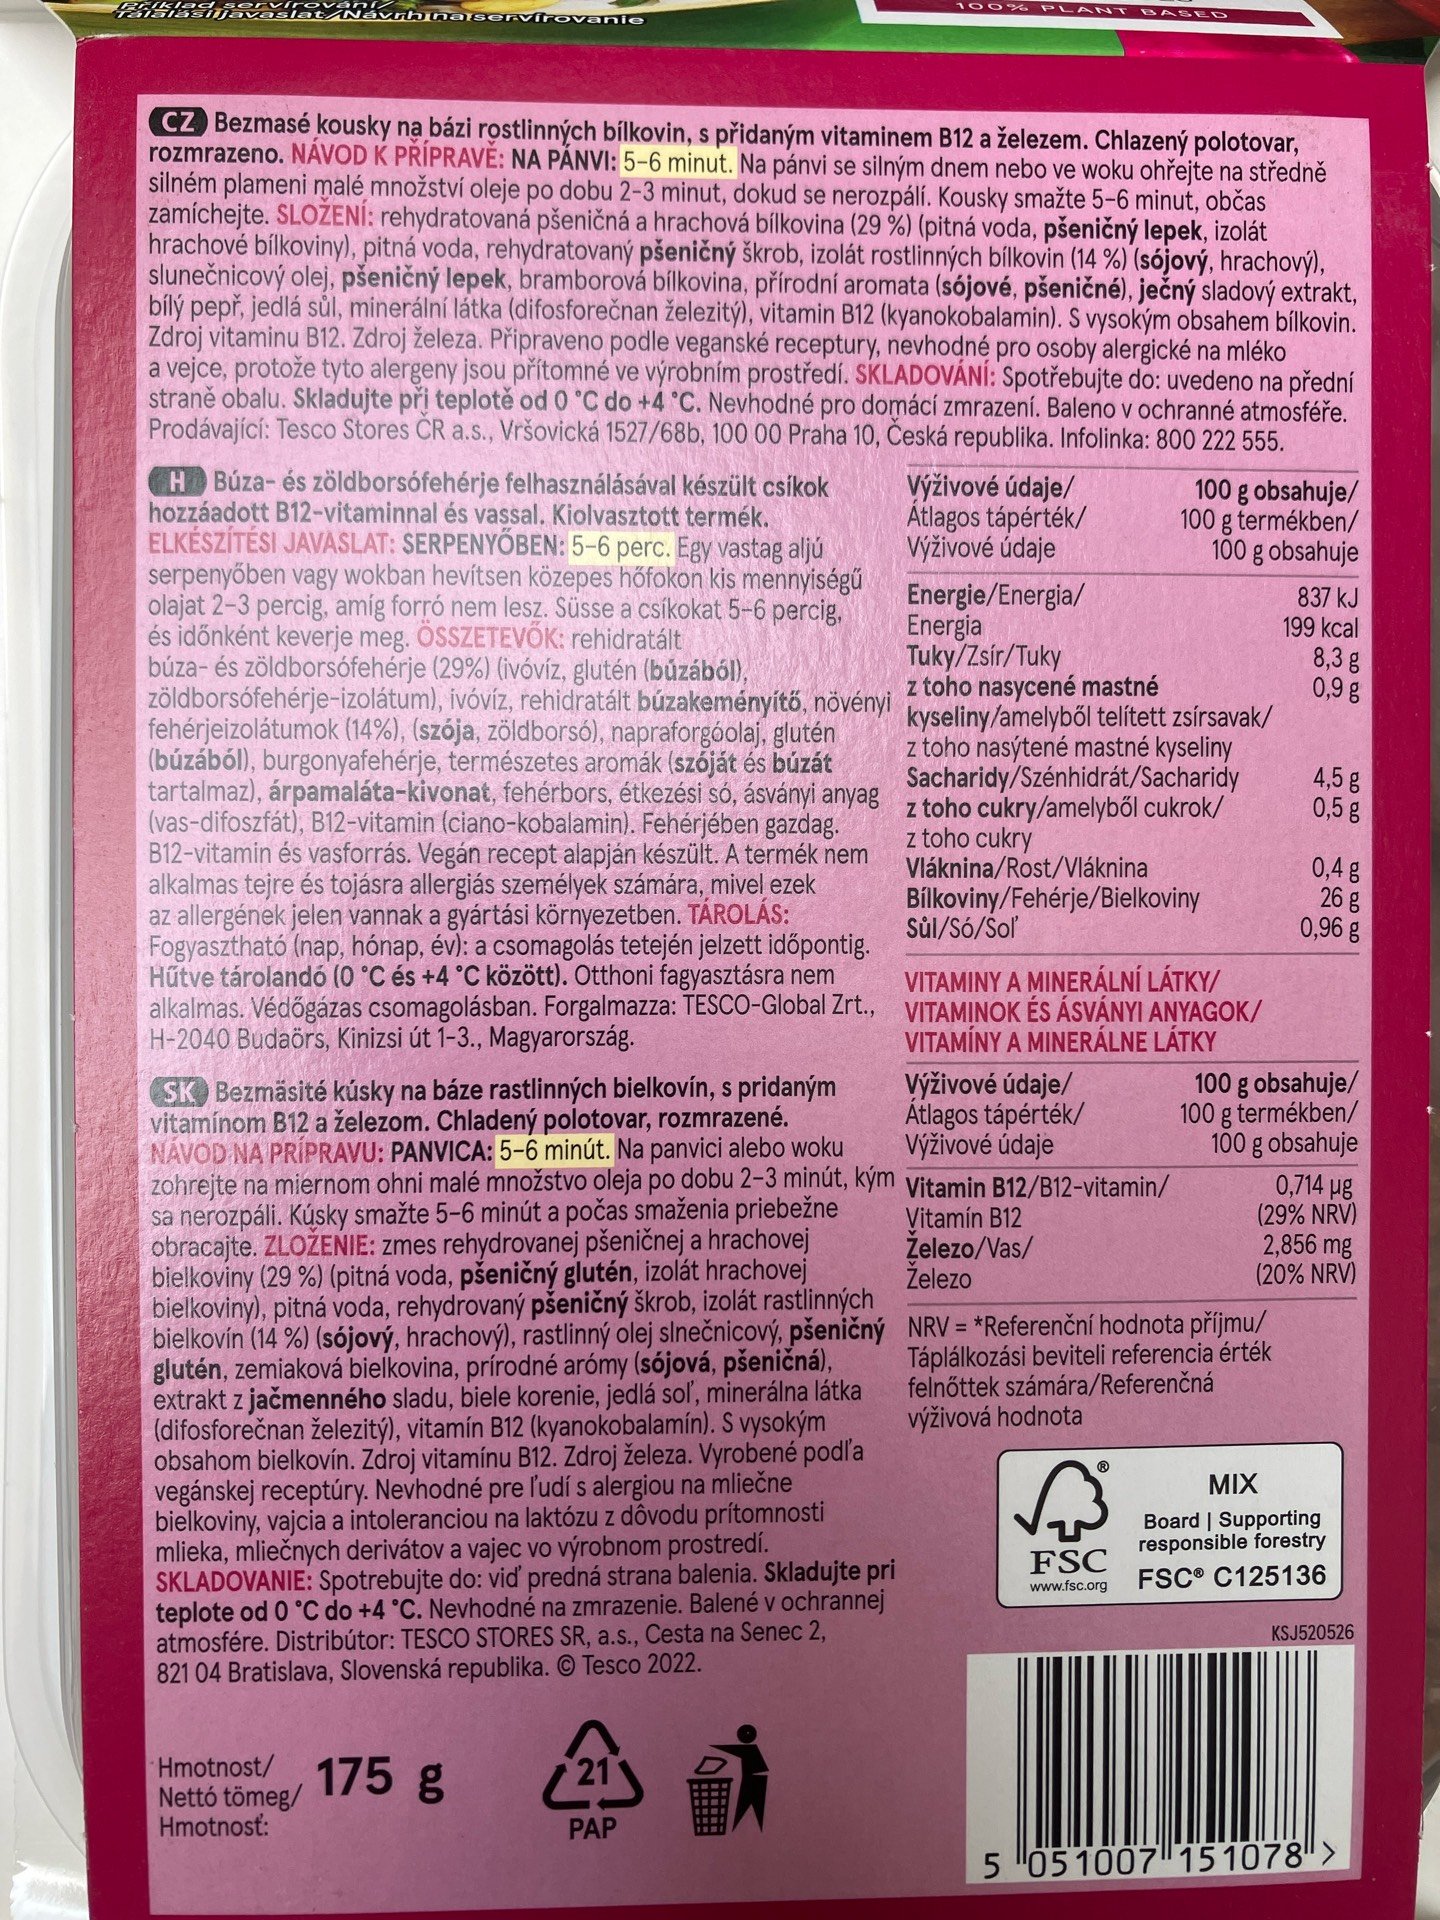 Příklad servírování/
Tálalási javaslat/Návrh na servírovanie
100% PLANT BASED
CZ Bezmasé kousky na bázi rostlinných bílkovin, s přidaným vitaminem B12 a železem. Chlazený polotovar,
rozmrazeno. NÁVOD K PŘÍPRAVĚ: NA PÁNVI: 5-6 minut. Na pánvi se silným dnem nebo ve woku ohřejte na středně
silném plameni malé množství oleje po dobu 2-3 minut, dokud se nerozpálí. Kousky smažte 5-6 minut, občas
zamíchejte. SLOŽENÍ: rehydratovaná pšeničná a hrachová bílkovina (29 %) (pitná voda, pšeničný lepek, izolát
hrachové bílkoviny), pitná voda, rehydratovaný pšeničný škrob, izolát rostlinných bílkovin (14 %) (sójový, hrachový),
slunečnicový olej, pšeničný lepek, bramborová bílkovina, přírodní aromata (sójové, pšeničné), ječný sladový extrakt,
bílý pepř, jedlá sůl, minerální látka (difosforečnan železitý), vitamin B12 (kyanokobalamin). S vysokým obsahem bílkovin.
Zdroj vitaminu B12. Zdroj železa. Připraveno podle veganské receptury, nevhodné pro osoby alergické na mléko
a vejce, protože tyto alergeny jsou přítomné ve výrobním prostředí. SKLADOVÁNÍ: Spotřebujte do: uvedeno na přední
straně obalu. Skladujte při teplotě od 0 °C do +4 °C. Nevhodné pro domácí zmrazení. Baleno v ochranné atmosféře.
Prodávající: Tesco Stores ČR a.s., Vršovická 1527/68b, 100 00 Praha 10, Česká republika. Infolinka: 800 222 555.
H Búza- és zöldborsófehérje felhasználásával készült csíkok
hozzáadott B12-vitaminnal és vassal. Kiolvasztott termék.
ELKÉSZÍTÉSI JAVASLAT: SERPENYŐBEN: 5-6 perc. Egy vastag aljú
serpenyőben vagy wokban hevítsen közepes hőfokon kis mennyiségű
olajat 2-3 percig, amíg forró nem lesz. Süsse a csíkokat 5-6 percig,
és időnként keverje meg. ÖSSZETEVŐK: rehidratált
búza- és zöldborsófehérje (29%) (ivóvíz, glutén (búzából),
zöldborsófehérje-izolátum), ivóvíz, rehidratált búzakeményítő, növényi
fehérjeizolátumok (14%), (szója, zöldborsó), napraforgóolaj, glutén
(búzából), burgonyafehérje, természetes aromák (szóját és búzát
tartalmaz), árpamaláta-kivonat, fehérbors, étkezési só, ásványi anyag
(vas-difoszfát), B12-vitamin (ciano-kobalamin). Fehérjében gazdag.
B12-vitamin és vasforrás. Vegán recept alapján készült. A termék nem
alkalmas tejre és tojásra allergiás személyek számára, mivel ezek
az allergének jelen vannak a gyártási környezetben. TÁROLÁS:
Fogyasztható (nap, hónap, év): a csomagolás tetején jelzett időpontig.
Hűtve tárolandó (0 °C és +4 °C között). Otthoni fagyasztásra nem
alkalmas. Védőgázas csomagolásban. Forgalmazza: TESCO-Global Zrt.,
H-2040 Budaörs, Kinizsi út 1-3., Magyarország.
SK Bezmäsité kúsky na báze rastlinných bielkovín, s pridaným
vitamínom B12 a železom. Chladený polotovar, rozmrazené.
NÁVOD NA PRÍPRAVU: PANVICA: 5-6 minút. Na panvici alebo woku
zohrejte na miernom ohni malé množstvo oleja po dobu 2-3 minút, kým
sa nerozpáli. Kúsky smažte 5-6 minút a počas smaženia priebežne
obracajte. ZLOŽENIE: zmes rehydrovanej pšeničnej a hrachovej
bielkoviny (29 %) (pitná voda, pšeničný glutén, izolát hrachovej
bielkoviny), pitná voda, rehydrovaný pšeničný škrob, izolát rastlinných
bielkovín (14 %) (sójový, hrachový), rastlinný olej slnečnicový, pšeničný
glutén, zemiaková bielkovina, prírodné arómy (sójová, pšeničná),
extrakt z jačmenného sladu, biele korenie, jedlá soľ, minerálna látka
(difosforečnan železitý), vitamín B12 (kyanokobalamín). S vysokým
obsahom bielkovín. Zdroj vitamínu B12. Zdroj železa. Vyrobené podľa
vegánskej receptúry. Nevhodné pre ľudí s alergiou na mliečne
bielkoviny, vajcia a intoleranciou na laktózu z dôvodu prítomnosti
mlieka, mliečnych derivátov a vajec vo výrobnom prostredí.
SKLADOVANIE: Spotrebujte do: viď predná strana balenia. Skladujte pri
teplote od 0 °C do +4 °C. Nevhodné na zmrazenie. Balené v ochrannej
atmosfére. Distribútor: TESCO STORES SR, a.s., Cesta na Senec 2,
821 04 Bratislava, Slovenská republika. © Tesco 2022.
Hmotnost/
Nettó tömeg/
Hmotnosť:
175 g
21
PAP
Výživové údaje/ 100 g obsahuje/
Átlagos tápérték/ 100 g termékben/
Výživové údaje 100 g obsahuje
Energie/Energia/ 837 kJ
Energia 199 kcal
Tuky/Zsír/Tuky 8,3 g
z toho nasycené mastné 0,9 g
kyseliny/amelyből telített zsírsavak/
z toho nasýtené mastné kyseliny
Sacharidy/Szénhidrát/Sacharidy 4,5 g
z toho cukry/amelyből cukrok/ 0,5 g
z toho cukry
Vláknina/Rost/Vláknina 0,4 g
Bílkoviny/Fehérje/Bielkoviny 26 g
Sůl/Só/Soľ 0,96 g
VITAMINY A MINERÁLNÍ LÁTKY/
VITAMINOK ÉS ÁSVÁNYI ANYAGOK/
VITAMÍNY A MINERÁLNE LÁTKY
Výživové údaje/ 100 g obsahuje/
Átlagos tápérték/ 100 g termékben/
Výživové údaje 100 g obsahuje
Vitamin B12/B12-vitamin/ 0,714 µg
Vitamín B12 (29% NRV)
Železo/Vas/ 2,856 mg
Železo (20% NRV)
NRV = *Referenční hodnota příjmu/
Táplálkozási beviteli referencia érték
felnőttek számára/Referenčná
výživová hodnota
FSC
www.fsc.org
MIX
Board | Supporting
responsible forestry
FSC® C125136
KSJ520526
5 051007 151078 >